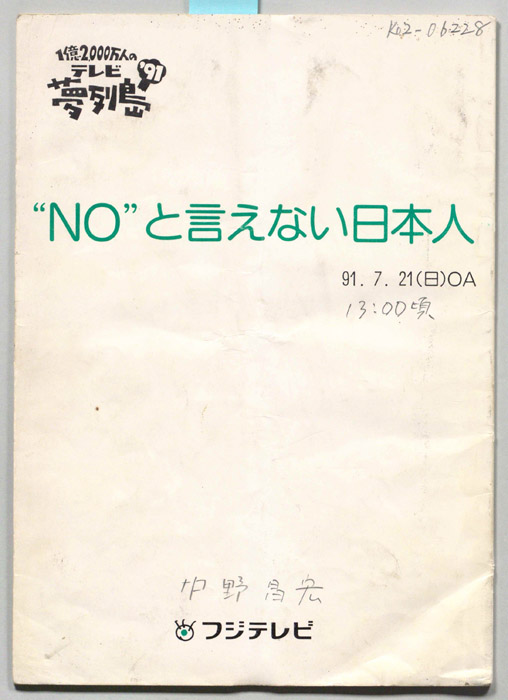 K02-06228
1億2000万人の
テレビ '91
夢列島
“NO”と言えない日本人
91. 7. 21(日)OA
13:00頃
中野昌宏
フジテレビ